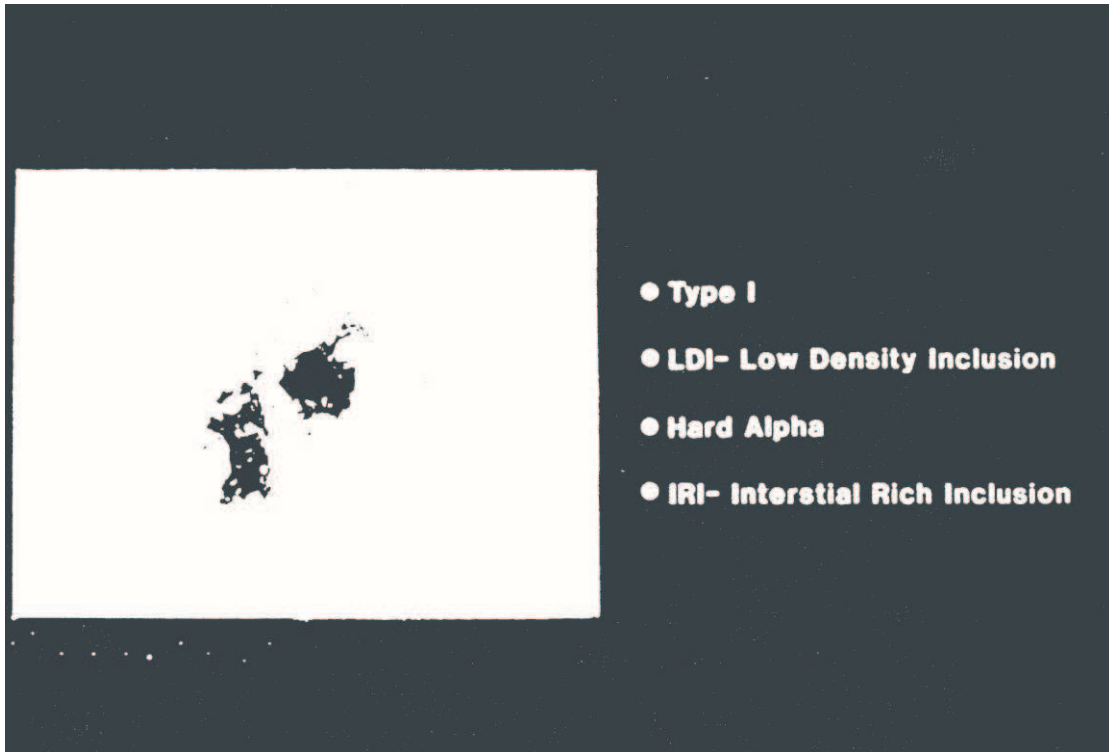 ● Type I
● LDI- Low Density Inclusion
● Hard Alpha
● IRI- Interstial Rich Inclusion